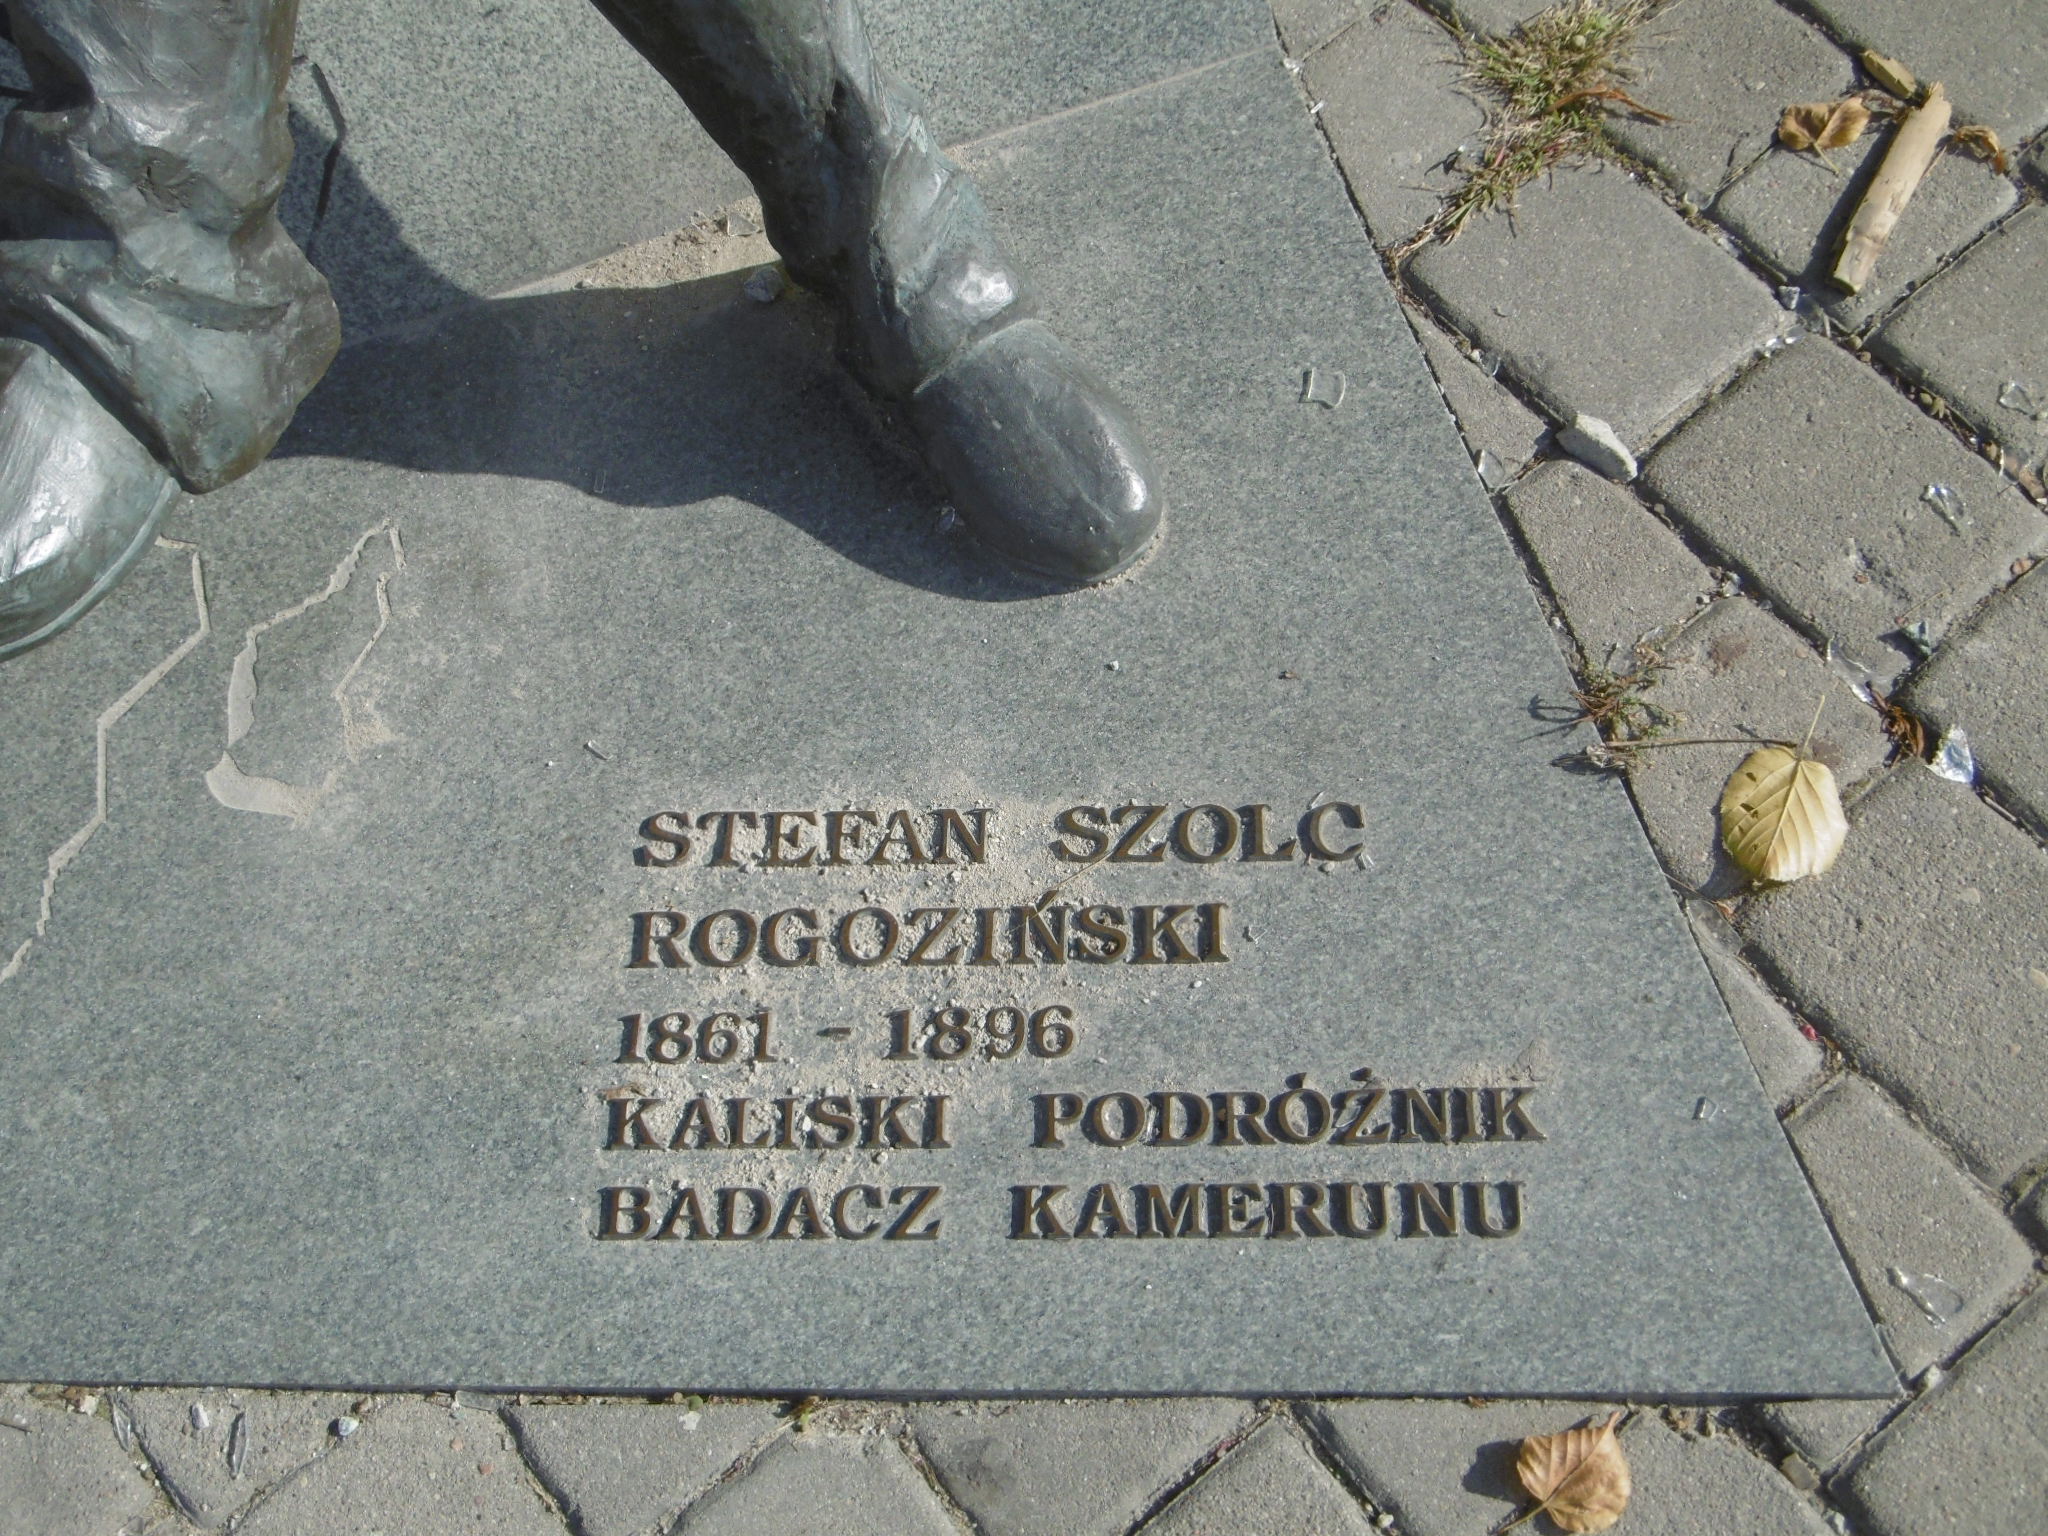 STEFAN SZOLC
ROGOZIŃSKI
1861 - 1896
KALISKI PODRÓŻNIK
BADACZ KAMERUNU